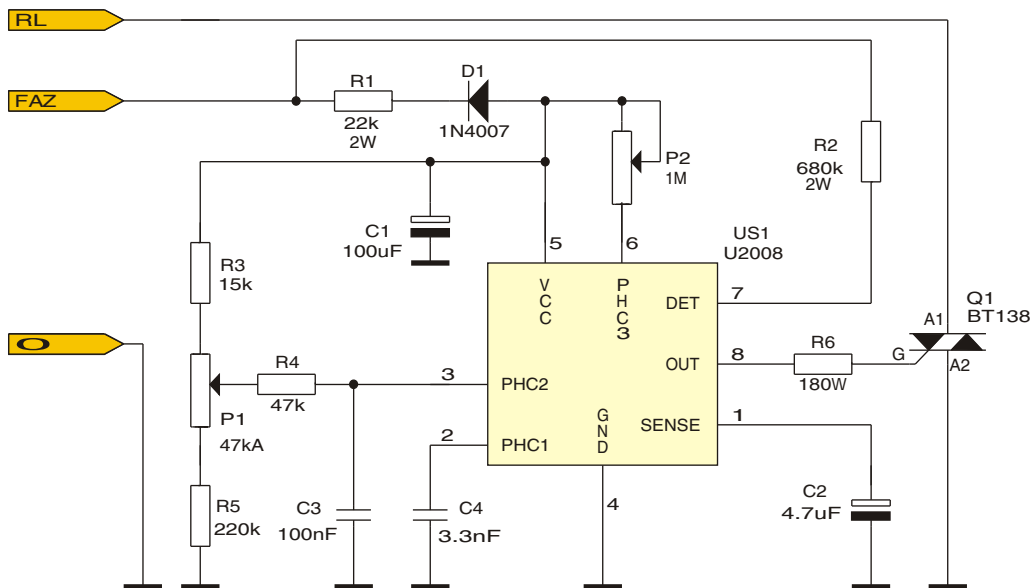 RL
FAZ
R1
22k
2W
D1
1N4007
P2
1M
R2
680k
2W
C1
100uF
5
6
US1
U2008
R3
15k
VCC
PHC3
DET
7
Q1
BT138
A1
A2
G
O
OUT
8
R6
180W
R4
47k
3
PHC2
P1
47kA
2
PHC1
GND
SENSE
1
R5
220k
C3
100nF
C4
3.3nF
4
C2
4.7uF